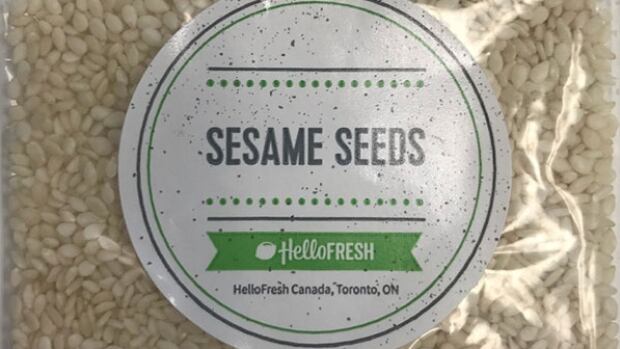 SESAME SEEDS
HelloFRESH
HelloFresh Canada, Toronto, ON